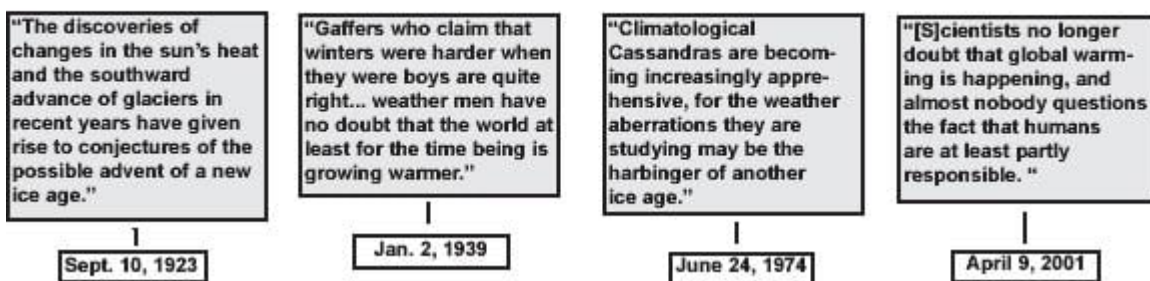 “The discoveries of
changes in the sun’s heat
and the southward
advance of glaciers in
recent years have given
rise to conjectures of the
possible advent of a new
ice age.”
Sept. 10, 1923
“Gaffers who claim that
winters were harder when
they were boys are quite
right... weather men have
no doubt that the world at
least for the time being is
growing warmer.”
Jan. 2, 1939
“Climatological
Cassandras are becom-
ing increasingly appre-
hensive, for the weather
aberrations they are
studying may be the
harbinger of another
ice age.”
June 24, 1974
“[S]cientists no longer
doubt that global warm-
ing is happening, and
almost nobody questions
the fact that humans
are at least partly
responsible. “
April 9, 2001